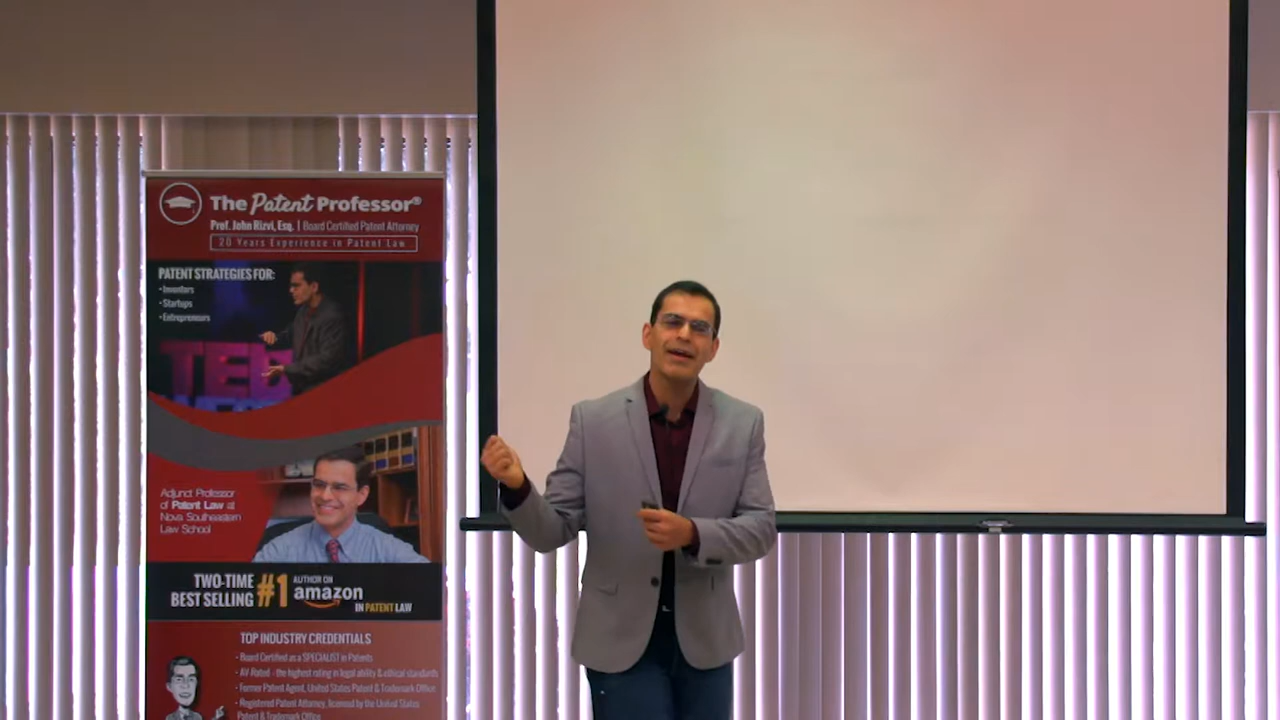 The Patent Professor®
Prof. John Rizvi, Esq. | Board Certified Patent Attorney
20 Years Experience in Patent Law
PATENT STRATEGIES FOR:
• Inventors
• Startups
• Entrepreneurs
TED
Adjunct Professor
of Patent Law at
Nova Southeastern
Law School
TWO-TIME
BEST SELLING
#1
AUTHOR ON
amazon
IN PATENT LAW
TOP INDUSTRY CREDENTIALS
• Board Certified as a SPECIALIST in Patents
• AV Rated - the highest rating in legal ability & ethical standards
• Former Patent Agent, United States Patent & Trademark Office
• Registered Patent Attorney, licensed by the United States
Patent & Trademark Office